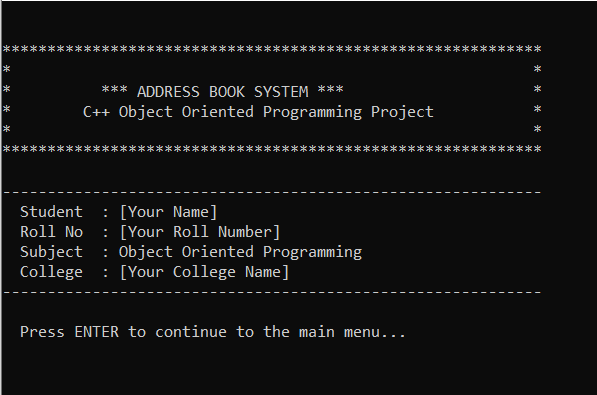 ************************************************************
*                                                          *
*          *** ADDRESS BOOK SYSTEM ***                     *
*        C++ Object Oriented Programming Project           *
*                                                          *
************************************************************
------------------------------------------------------------
  Student  : [Your Name]
  Roll No  : [Your Roll Number]
  Subject  : Object Oriented Programming
  College  : [Your College Name]
------------------------------------------------------------
  Press ENTER to continue to the main menu...